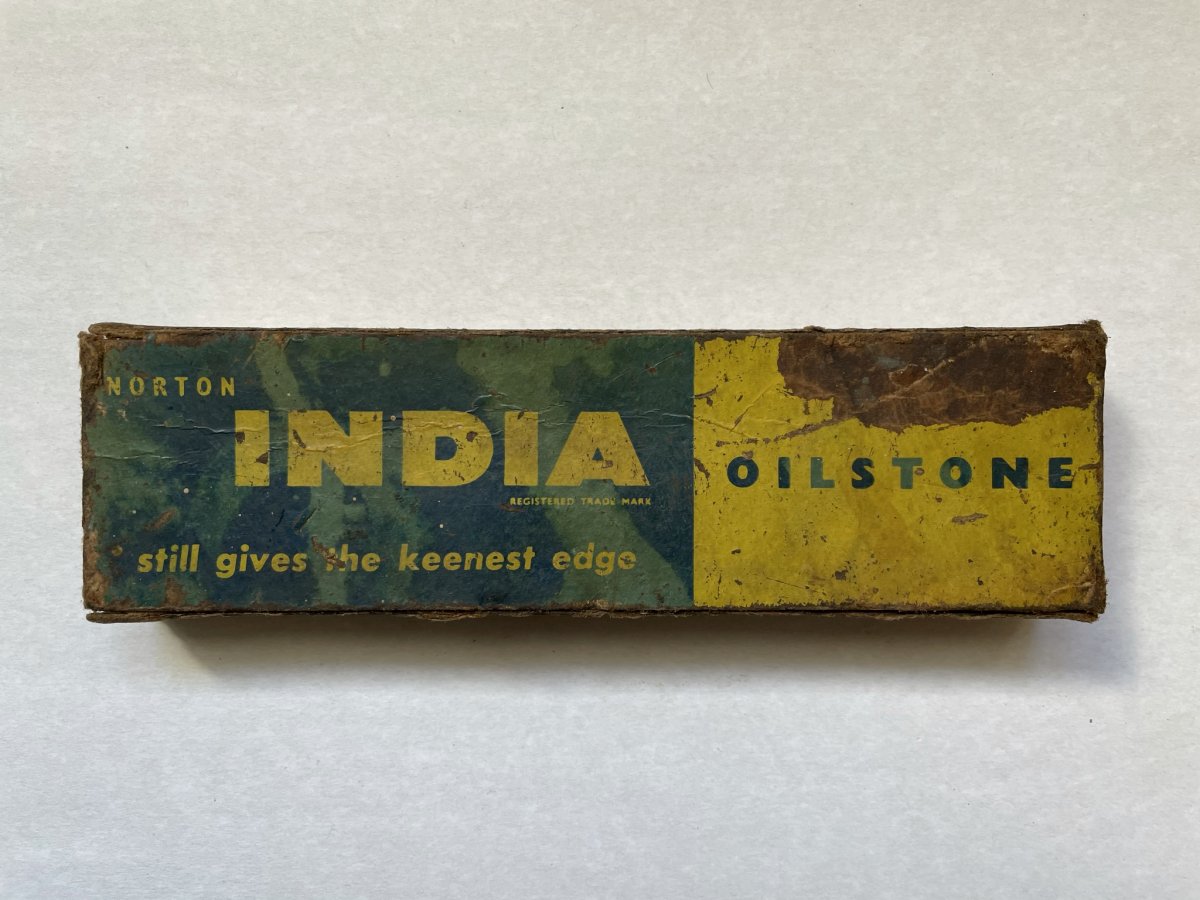 NORTON
INDIA
REGISTERED TRADE MARK
still gives the keenest edge
OILSTONE